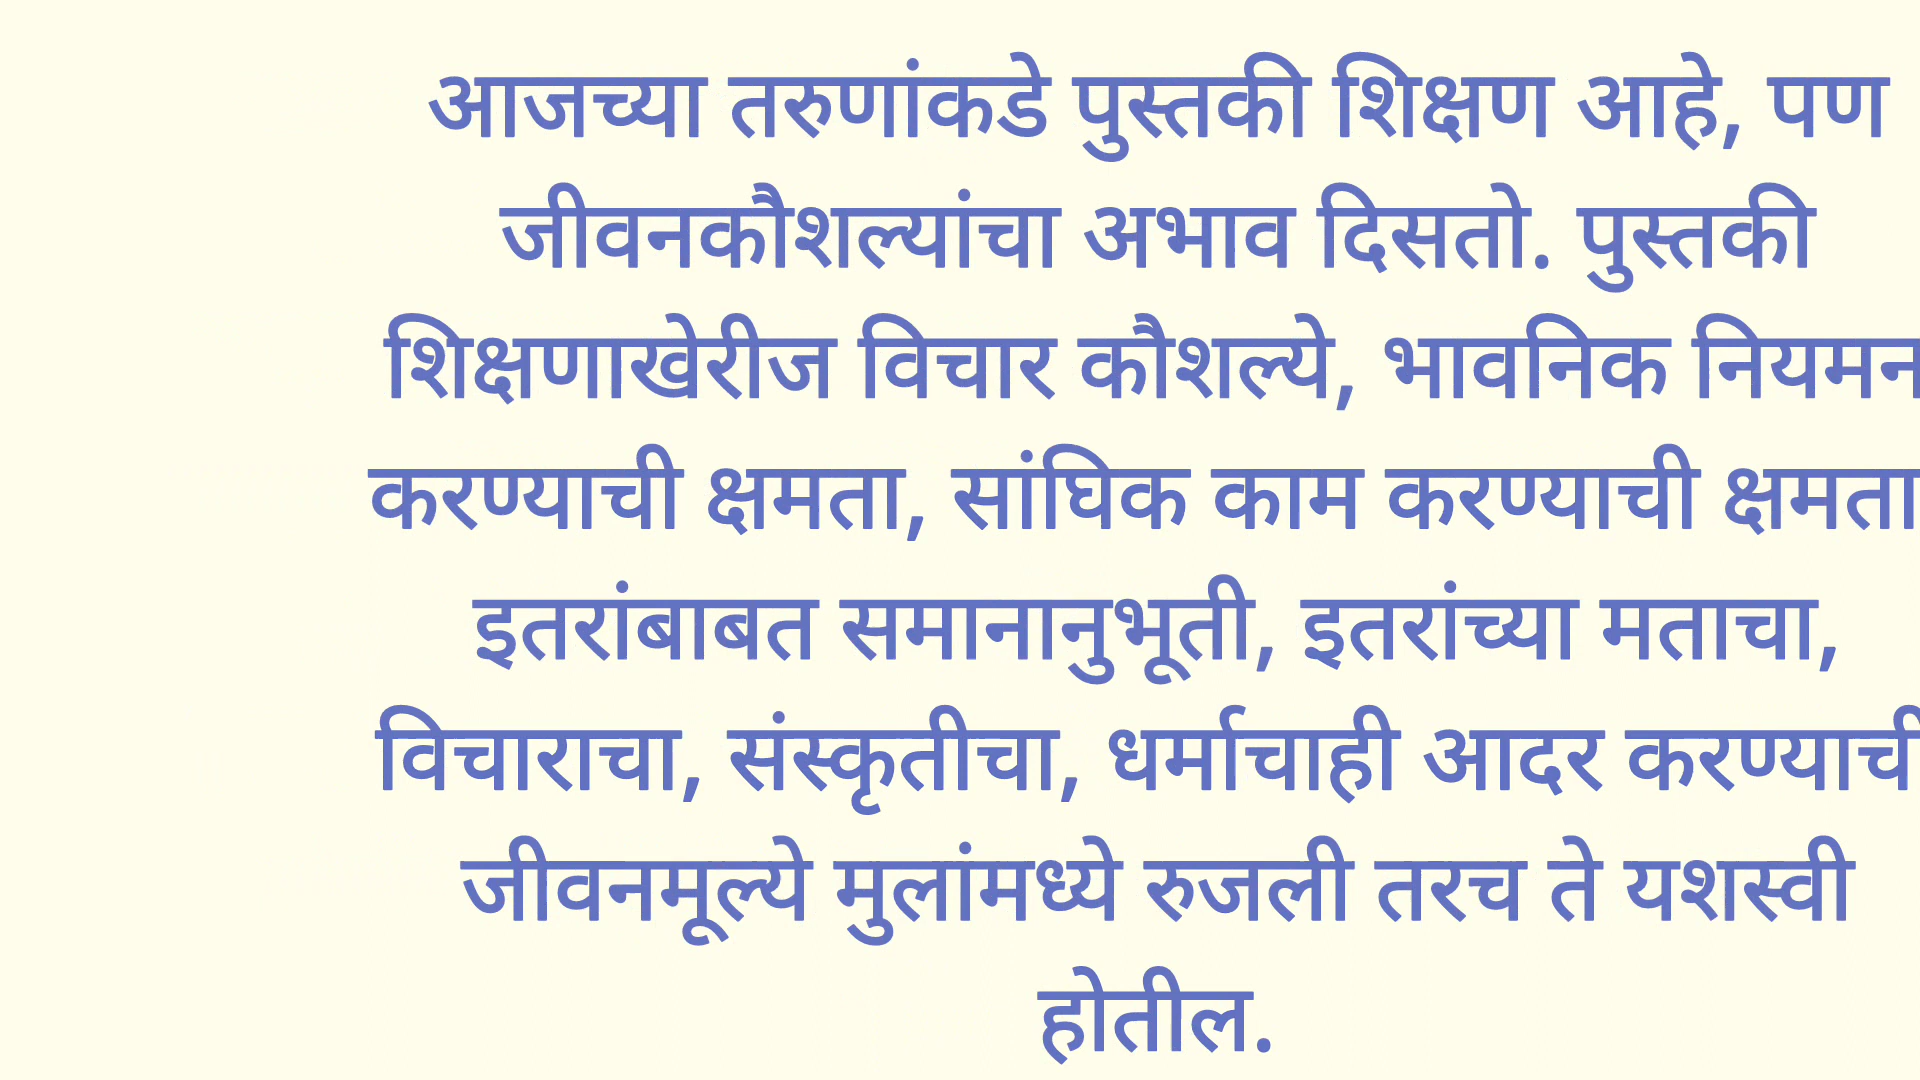 आजच्या तरुणांकडे पुस्तकी शिक्षण आहे, पण
जीवनकौशल्यांचा अभाव दिसतो. पुस्तकी
शिक्षणाखेरीज विचार कौशल्ये, भावनिक नियमन
करण्याची क्षमता, सांघिक काम करण्याची क्षमता
इतरांबाबत समानानुभूती, इतरांच्या मताचा,
विचाराचा, संस्कृतीचा, धर्माचाही आदर करण्याची
जीवनमूल्ये मुलांमध्ये रुजली तरच ते यशस्वी
होतील.